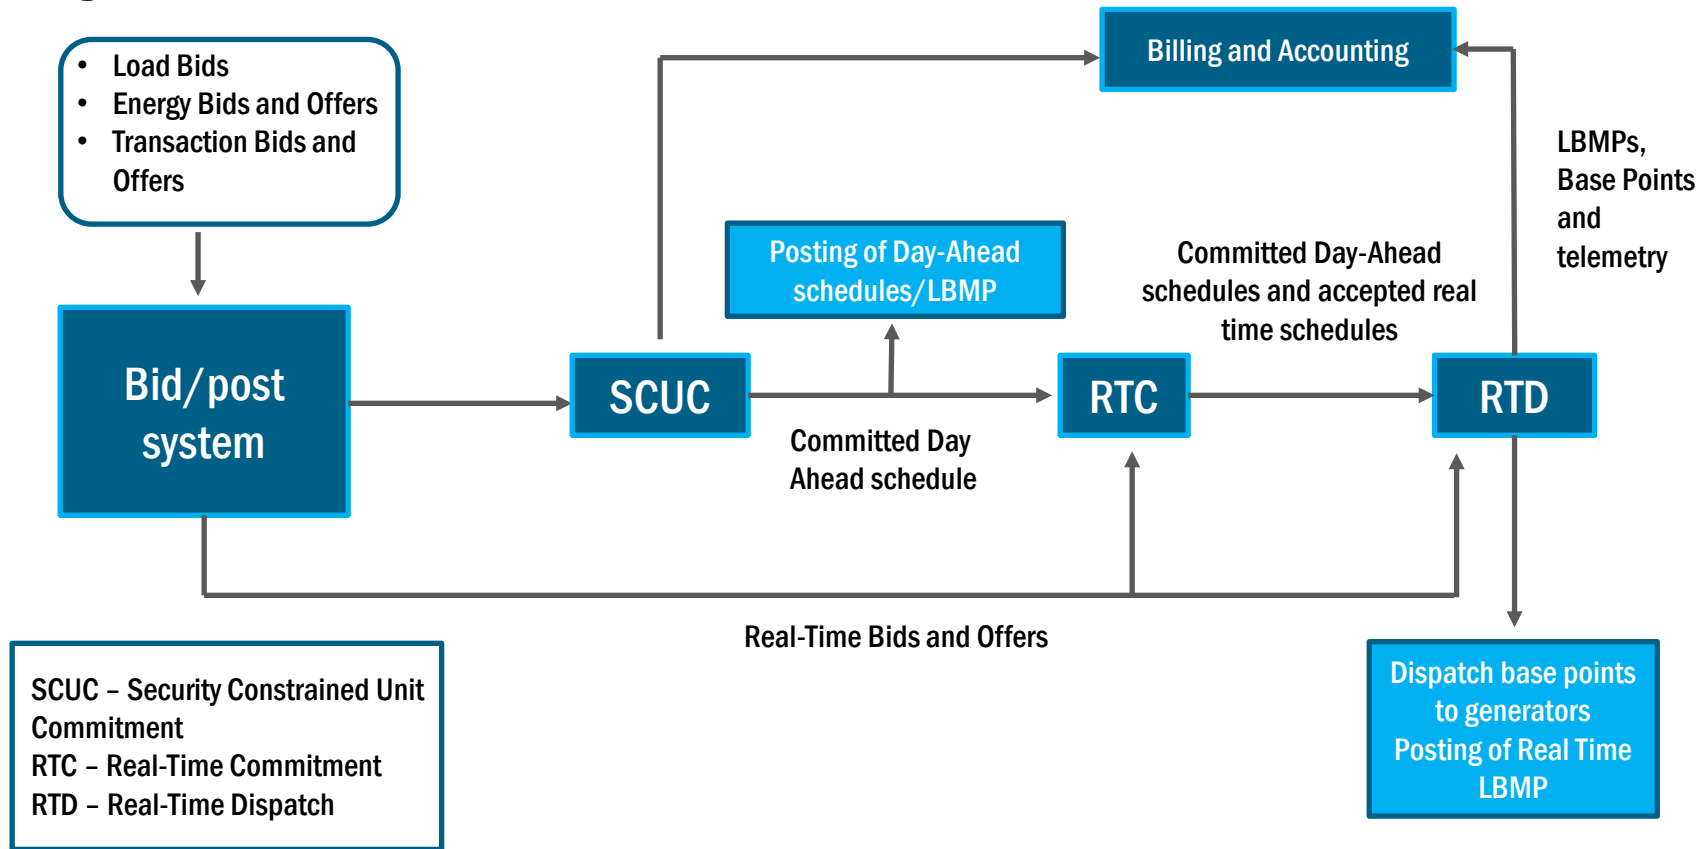 • Load Bids
• Energy Bids and Offers
• Transaction Bids and
Offers
Billing and Accounting
LBMPs,
Base Points
and
telemetry
Posting of Day-Ahead
schedules/LBMP
Committed Day-Ahead
schedules and accepted real
time schedules
Bid/post
system
SCUC
RTC
RTD
Committed Day
Ahead schedule
Real-Time Bids and Offers
SCUC – Security Constrained Unit
Commitment
RTC – Real-Time Commitment
RTD – Real-Time Dispatch
Dispatch base points
to generators
Posting of Real Time
LBMP